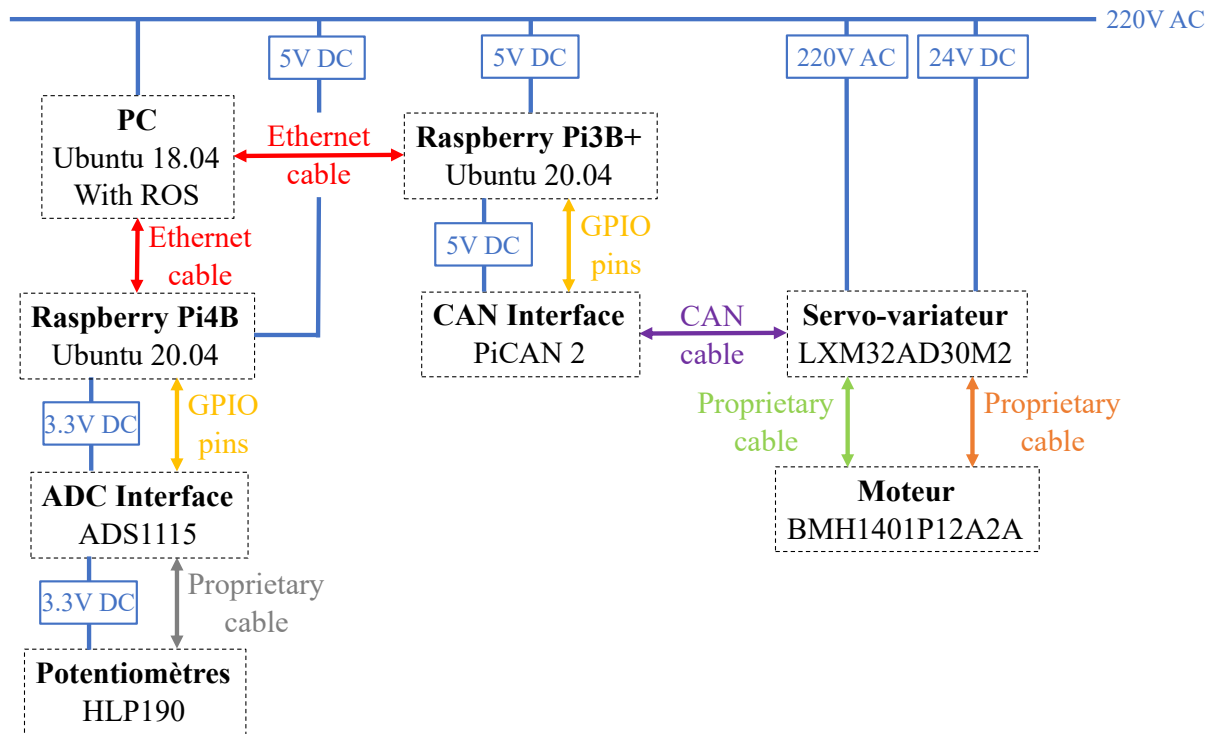 220V AC
5V DC
5V DC
220V AC
24V DC
PC
Ubuntu 18.04
With ROS
Ethernet
cable
Raspberry Pi3B+
Ubuntu 20.04
Ethernet
cable
5V DC
GPIO
pins
Raspberry Pi4B
Ubuntu 20.04
CAN Interface
PiCAN 2
CAN
cable
Servo-variateur
LXM32AD30M2
3.3V DC
GPIO
pins
Proprietary
cable
Proprietary
cable
ADC Interface
ADS1115
Moteur
BMH1401P12A2A
3.3V DC
Proprietary
cable
Potentiomètres
HLP190